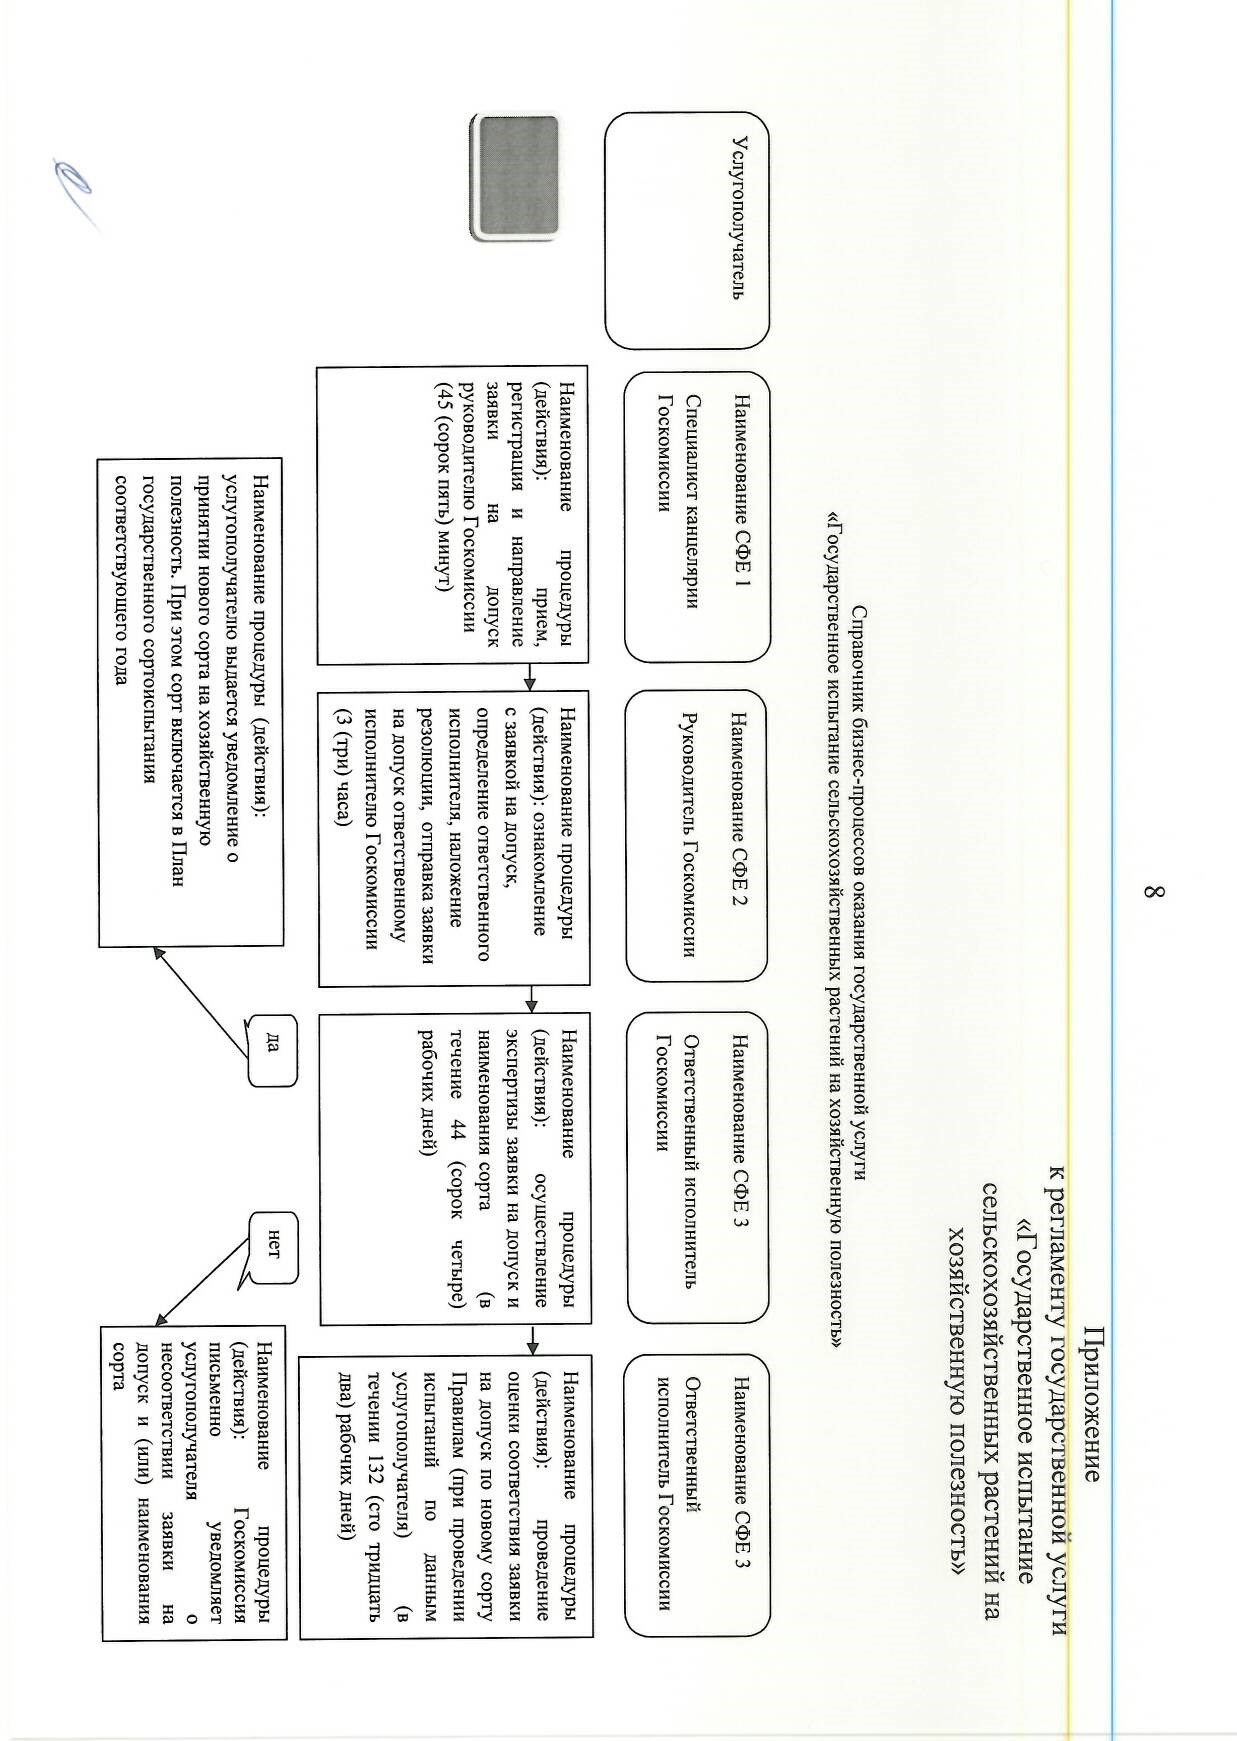 8
Приложение
к регламенту государственной услуги
«Государственное испытание
сельскохозяйственных растений на
хозяйственную полезность»
Справочник бизнес-процессов оказания государственной услуги
«Государственное испытание сельскохозяйственных растений на хозяйственную полезность»
Услугополучатель
Наименование СФЕ 1
Специалист канцелярии
Госкомиссии
Наименование СФЕ 2
Руководитель Госкомиссии
Наименование СФЕ 3
Ответственный исполнитель
Госкомиссии
Наименование СФЕ 3
Ответственный
исполнитель Госкомиссии
Наименование процедуры
(действия): прием,
регистрация и направление
заявки на допуск
руководителю Госкомиссии
(45 (сорок пять) минут)
Наименование процедуры
(действия): ознакомление
с заявкой на допуск,
определение ответственного
исполнителя, наложение
резолюции, отправка заявки
на допуск ответственному
исполнителю Госкомиссии
(3 (три) часа)
Наименование процедуры
(действия): осуществление
экспертизы заявки на допуск и
наименования сорта (в
течение 44 (сорок четыре)
рабочих дней)
Наименование процедуры
(действия): проведение
оценки соответствия заявки
на допуск по новому сорту
Правилам (при проведении
испытаний по данным
услугополучателя) (в
течении 132 (сто тридцать
два) рабочих дней)
да
нет
Наименование процедуры (действия):
услугополучателю выдается уведомление о
принятии нового сорта на хозяйственную
полезность. При этом сорт включается в План
государственного сортоиспытания
соответствующего года
Наименование процедуры
(действия): Госкомиссия
письменно уведомляет
услугополучателя о
несоответствии заявки на
допуск и (или) наименования
сорта